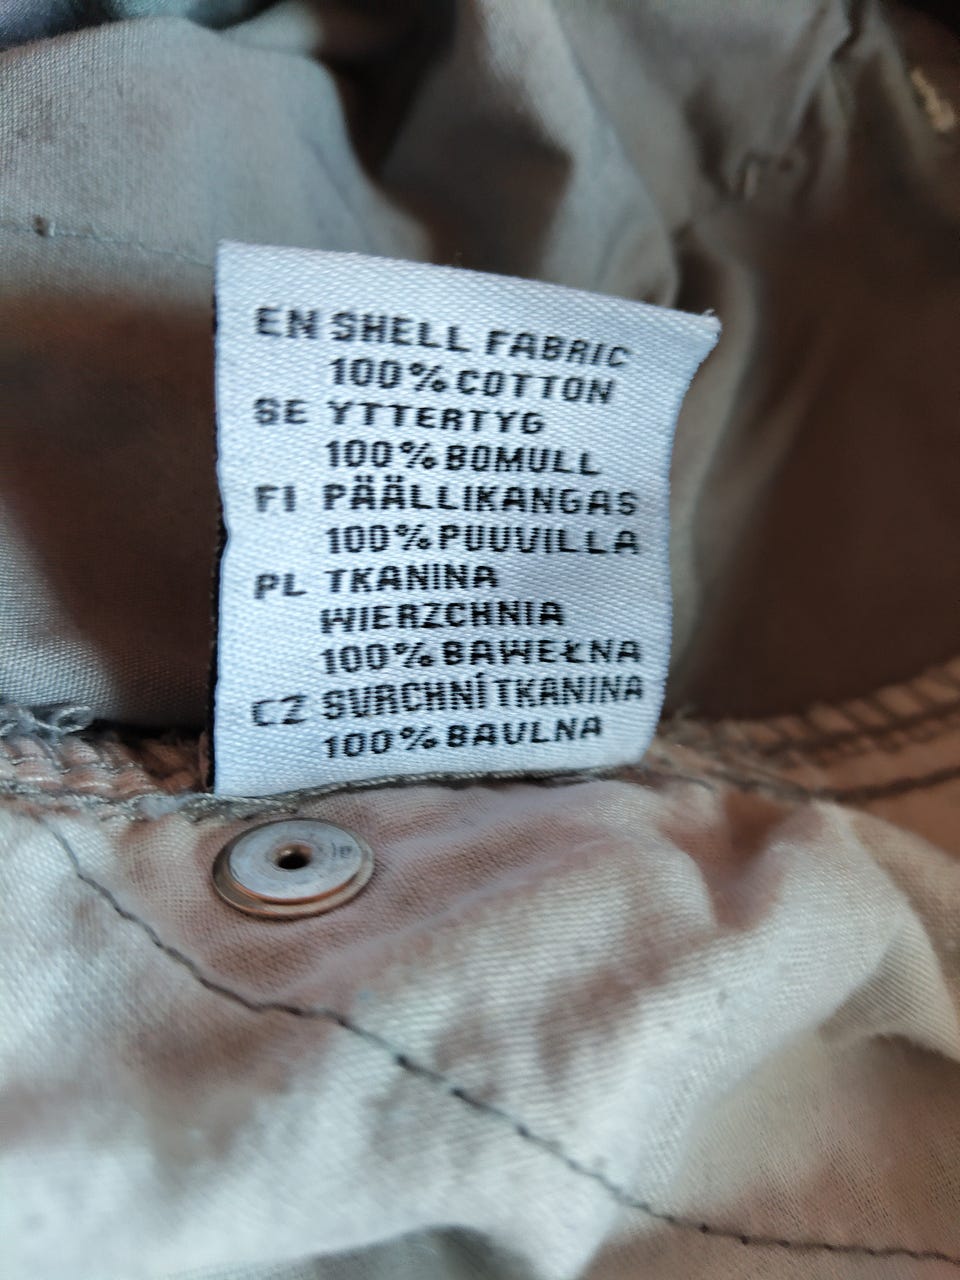 EN SHELL FABRIC
100% COTTON
SE YTTERTYG
100% BOMULL
FI PÄÄLLIKANGAS
100% PUUVILLA
PL TKANINA
WIERZCHNIA
100% BAWEŁNA
CZ SVRCHNÍ TKANINA
100% BAVLNA